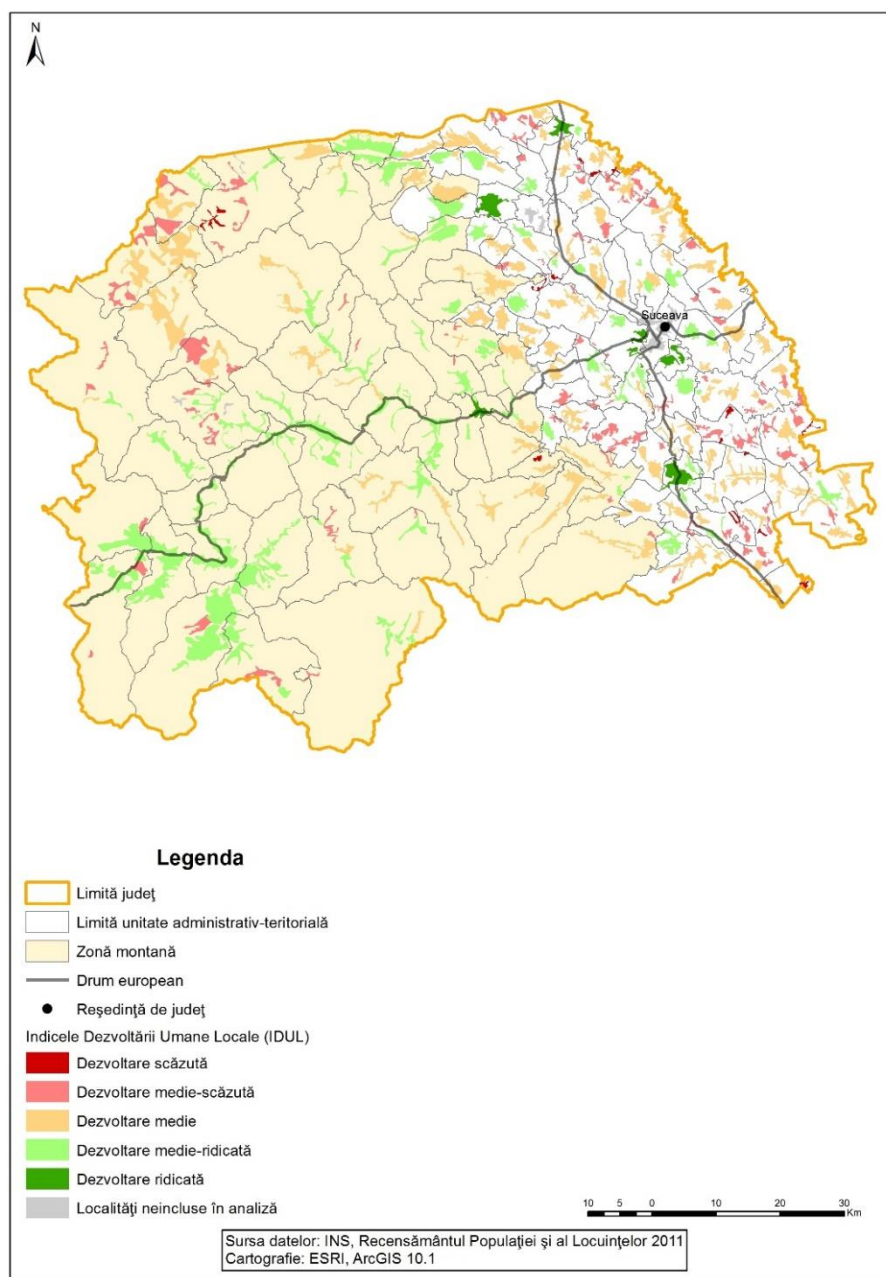 N
Suceava
Legenda
Limită judeţ
Limită unitate administrativ-teritorială
Zonă montană
Drum european
Reşedinţă de judeţ
Indicele Dezvoltării Umane Locale (IDUL)
Dezvoltare scăzută
Dezvoltare medie-scăzută
Dezvoltare medie
Dezvoltare medie-ridicată
Dezvoltare ridicată
Localităţi neincluse în analiză
10 5 0 10 20 30
Km
Sursa datelor: INS, Recensământul Populaţiei şi al Locuinţelor 2011
Cartografie: ESRI, ArcGIS 10.1